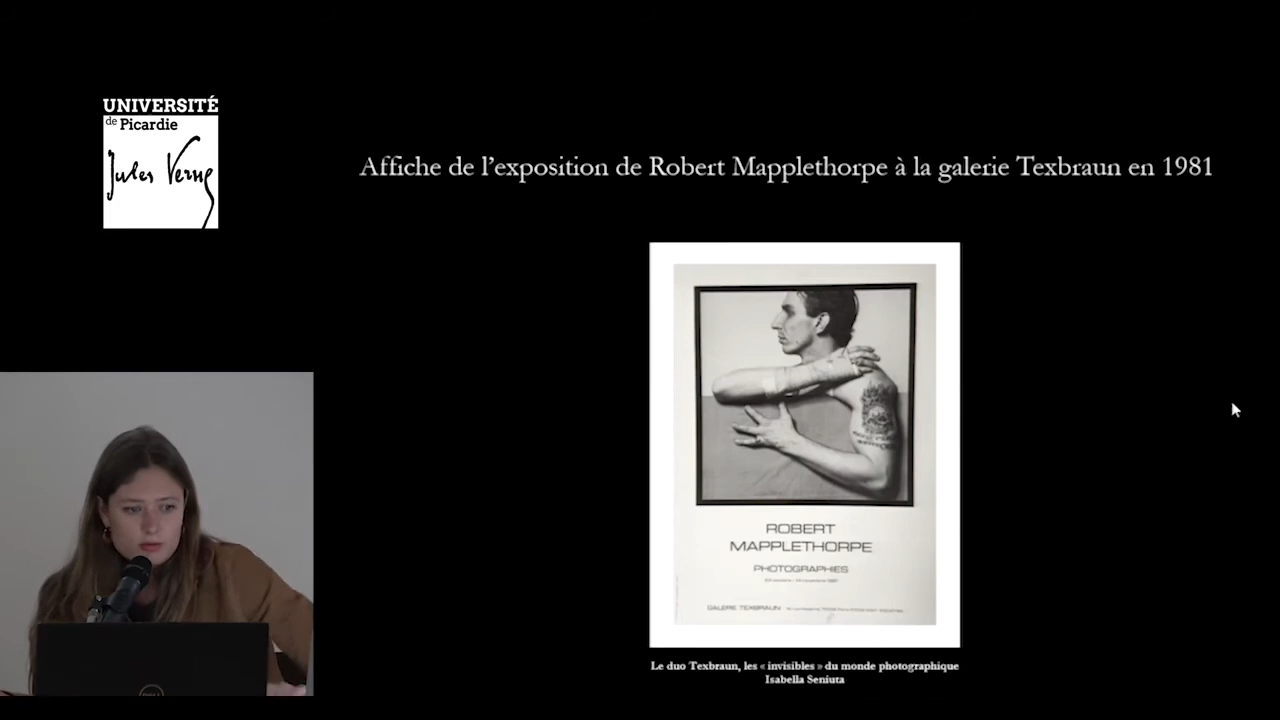 UNIVERSITÉ
de Picardie
Jules Verne
Affiche de l'exposition de Robert Mapplethorpe à la galerie Texbraun en 1981
ROBERT
MAPPLETHORPE
PHOTOGRAPHIES
GALERIE TEXBRAUN
Le duo Texbraun, les « invisibles » du monde photographique
Isabella Seniuta
DELL